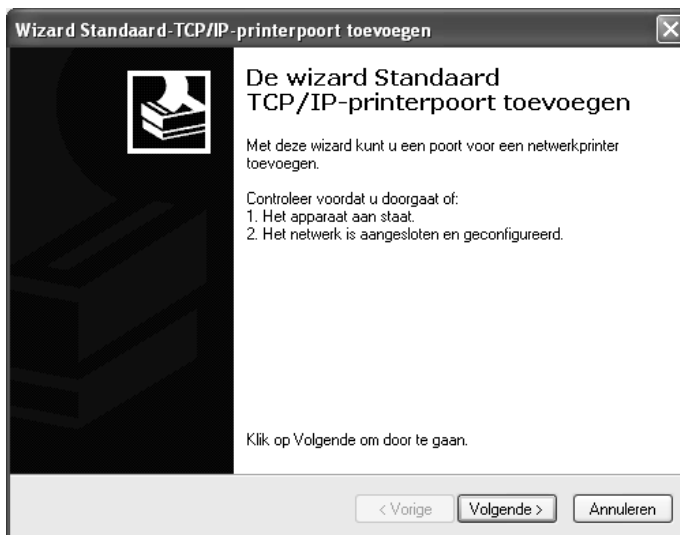 Wizard Standaard-TCP/IP-printerpoort toevoegen
De wizard Standaard
TCP/IP-printerpoort toevoegen
Met deze wizard kunt u een poort voor een netwerkprinter
toevoegen.
Controleer voordat u doorgaat of:
1. Het apparaat aan staat.
2. Het netwerk is aangesloten en geconfigureerd.
Klik op Volgende om door te gaan.
< Vorige
Volgende >
Annuleren